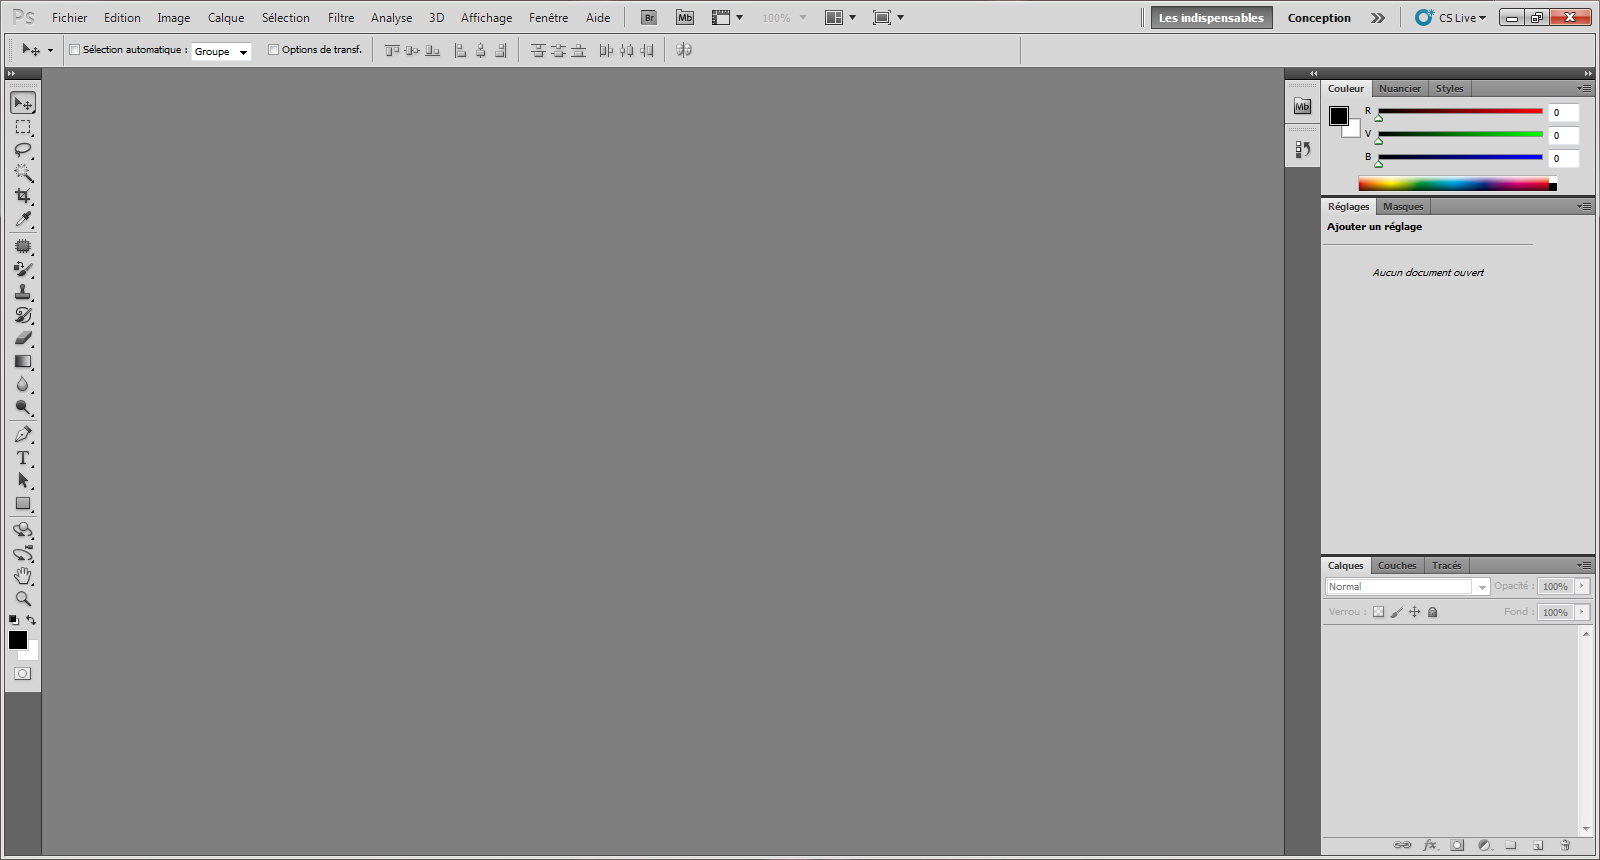 Ps Fichier Edition Image Calque Sélection Filtre Analyse 3D Affichage Fenêtre Aide Br Mb 100% Les indispensables Conception CS Live
Sélection automatique : Groupe Options de transf.
Mb
Couleur Nuancier Styles
R 0
V 0
B 0
Réglages Masques
Ajouter un réglage
Aucun document ouvert
T
Calques Couches Tracés
Normal Opacité : 100%
Verrou : Fond : 100%
fx